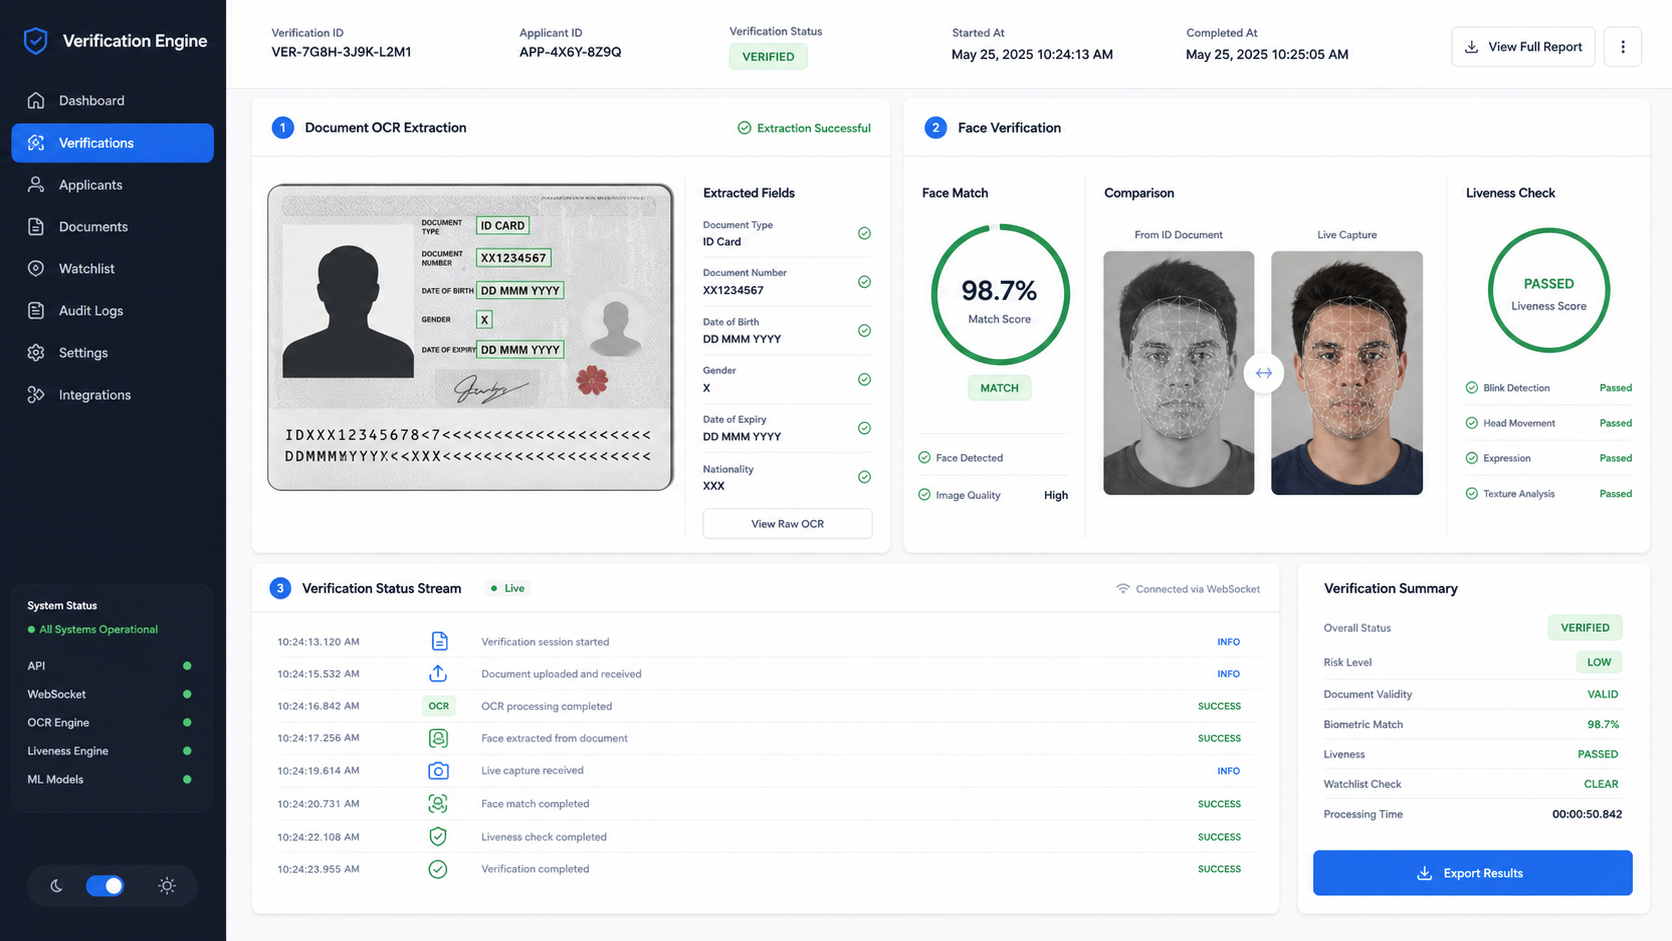 Verification Engine
Dashboard
Verifications
Applicants
Documents
Watchlist
Audit Logs
Settings
Integrations
System Status
All Systems Operational
API
WebSocket
OCR Engine
Liveness Engine
ML Models
Verification ID
VER-7G8H-3J9K-L2M1
Applicant ID
APP-4X6Y-8Z9Q
Verification Status
VERIFIED
Started At
May 25, 2025 10:24:13 AM
Completed At
May 25, 2025 10:25:05 AM
View Full Report
1 Document OCR Extraction
Extraction Successful
DOCUMENT
TYPE
ID CARD
DOCUMENT
NUMBER
XX1234567
DATE OF BIRTH DD MMM YYYY
GENDER X
DATE OF EXPIRY DD MMM YYYY
IDXXX12345678<7<<<<<<<<<<<<<<<<<<<<
DDMMMMYYYX<<XXX<<<<<<<<<<<<<<<<<<<<
Extracted Fields
Document Type
ID Card
Document Number
XX1234567
Date of Birth
DD MMM YYYY
Gender
X
Date of Expiry
DD MMM YYYY
Nationality
XXX
View Raw OCR
2 Face Verification
Face Match
98.7%
Match Score
MATCH
Face Detected
Image Quality High
Comparison
From ID Document
Live Capture
Liveness Check
PASSED
Liveness Score
Blink Detection Passed
Head Movement Passed
Expression Passed
Texture Analysis Passed
3 Verification Status Stream Live
Connected via WebSocket
10:24:13.120 AM Verification session started INFO
10:24:15.532 AM Document uploaded and received INFO
10:24:16.842 AM OCR OCR processing completed SUCCESS
10:24:17.256 AM Face extracted from document SUCCESS
10:24:19.614 AM Live capture received INFO
10:24:20.731 AM Face match completed SUCCESS
10:24:22.108 AM Liveness check completed SUCCESS
10:24:23.955 AM Verification completed SUCCESS
Verification Summary
Overall Status VERIFIED
Risk Level LOW
Document Validity VALID
Biometric Match 98.7%
Liveness PASSED
Watchlist Check CLEAR
Processing Time 00:00:50.842
Export Results